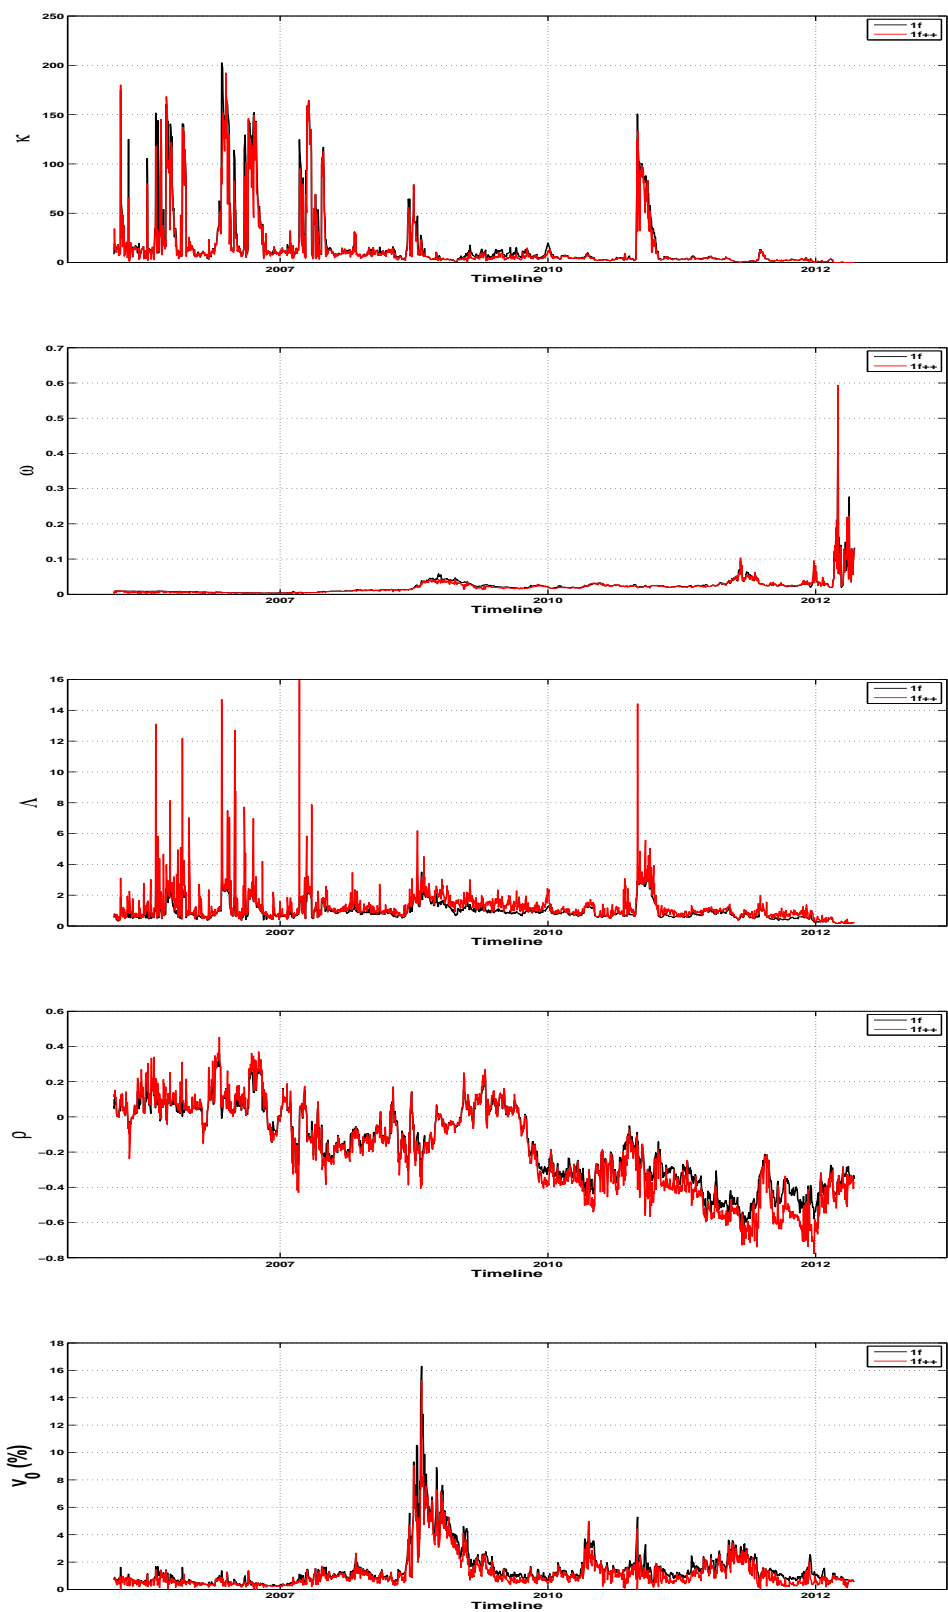 250
200
150
100
50
0
κ
1f
1f++
2007
2010
2012
Timeline
0.7
0.6
0.5
0.4
0.3
0.2
0.1
0
ω
1f
1f++
2007
2010
2012
Timeline
16
14
12
10
8
6
4
2
0
Λ
1f
1f++
2007
2010
2012
Timeline
0.6
0.4
0.2
0
−0.2
−0.4
−0.6
−0.8
ρ
1f
1f++
2007
2010
2012
Timeline
18
16
14
12
10
8
6
4
2
0
v0 (%)
1f
1f++
2007
2010
2012
Timeline